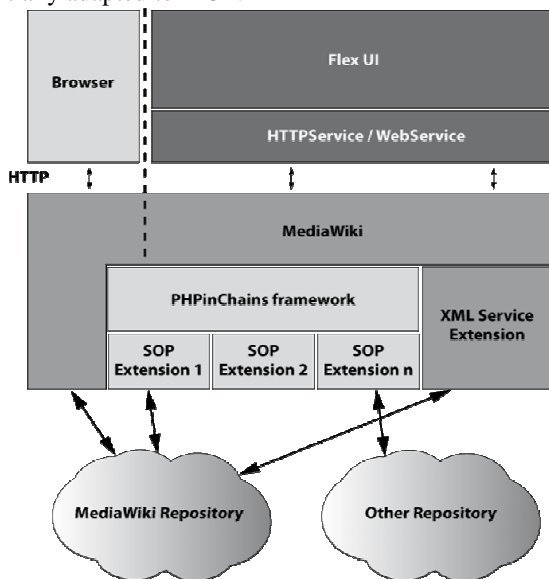 Browser
Flex UI
HTTPService / WebService
HTTP
MediaWiki
PHPinChains framework
XML Service
Extension
SOP
Extension 1
SOP
Extension 2
SOP
Extension n
MediaWiki Repository
Other Repository